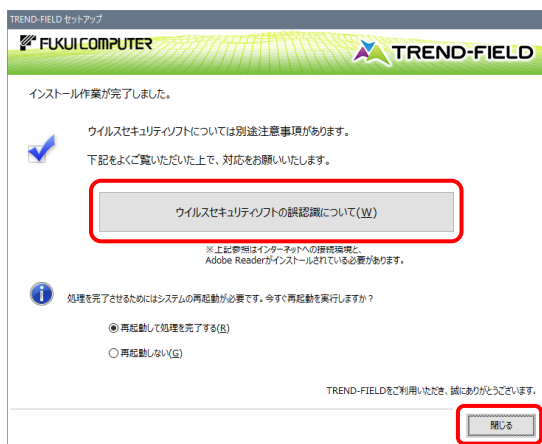 TREND-FIELD セットアップ
FUKUI COMPUTER
TREND-FIELD
インストール作業が完了しました。
ウイルスセキュリティソフトについては別途注意事項があります。
下記をよくご覧いただいた上で、対応をお願いいたします。
ウイルスセキュリティソフトの誤認識について(W)
※上記参照はインターネットへの接続環境と、
Adobe Readerがインストールされている必要があります。
処理を完了させるためにはシステムの再起動が必要です。今すぐ再起動を実行しますか？
再起動して処理を完了する(R)
再起動しない(G)
TREND-FIELDをご利用いただき、誠にありがとうございます。
閉じる